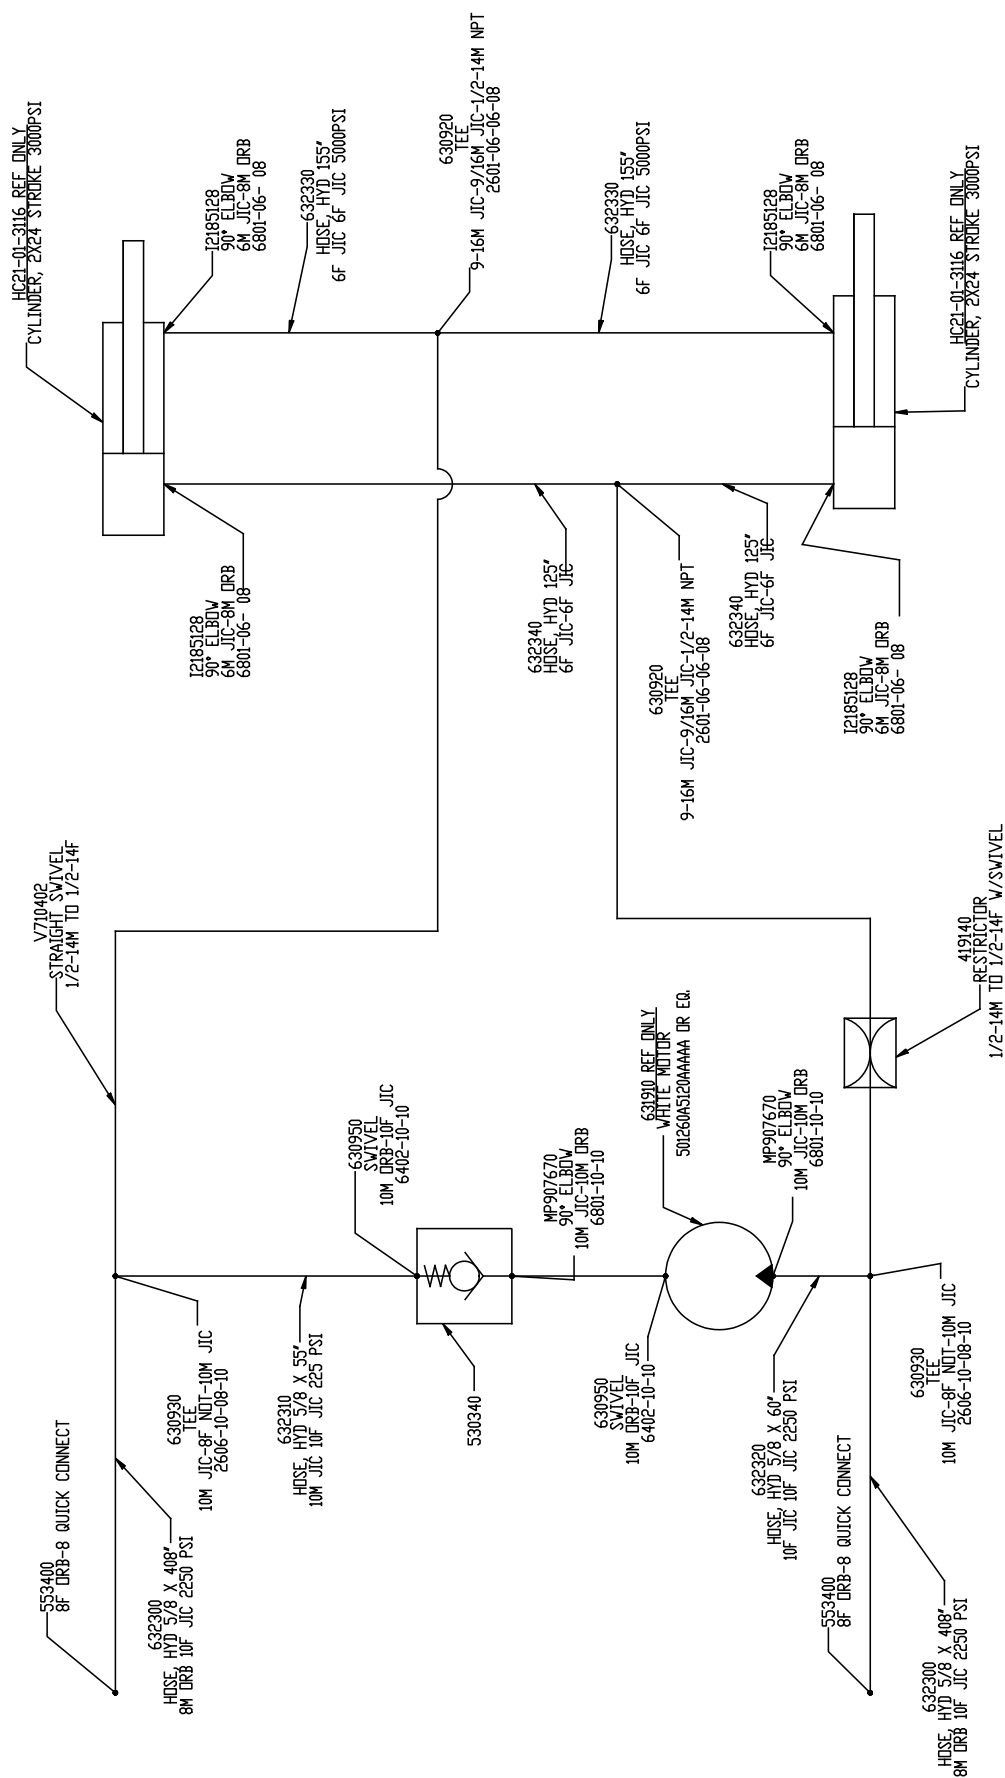 HC21-01-3116 REF ONLY
CYLINDER, 2X24 STROKE 3000PSI
I2185128
90° ELBOW
6M JIC-8M ORB
6801-06- 08
632330
HOSE, HYD 155"
6F JIC 6F JIC 5000PSI
630920
TEE
9-16M JIC-9/16M JIC-1/2-14M NPT
2601-06-06-08
632330
HOSE, HYD 155"
6F JIC 6F JIC 5000PSI
I2185128
90° ELBOW
6M JIC-8M ORB
6801-06- 08
HC21-01-3116 REF ONLY
CYLINDER, 2X24 STROKE 3000PSI
I2185128
90° ELBOW
6M JIC-8M ORB
6801-06- 08
632340
HOSE, HYD 125"
6F JIC-6F JIC
630920
TEE
9-16M JIC-9/16M JIC-1/2-14M NPT
2601-06-06-08
632340
HOSE, HYD 125"
6F JIC-6F JIC
I2185128
90° ELBOW
6M JIC-8M ORB
6801-06- 08
V710402
STRAIGHT SWIVEL
1/2-14M TO 1/2-14F
630950
SWIVEL
10M ORB-10F JIC
6402-10-10
MP907670
90° ELBOW
10M JIC-10M ORB
6801-10-10
631910 REF ONLY
WHITE MOTOR
501260A5120AAAAA OR EQ.
MP907670
90° ELBOW
10M JIC-10M ORB
6801-10-10
419140
RESTRICTOR
1/2-14M TO 1/2-14F W/SWIVEL
553400
8F ORB-8 QUICK CONNECT
632300
HOSE, HYD 5/8 X 408"
8M ORB 10F JIC 2250 PSI
630930
TEE
10M JIC-8F NOT-10M JIC
2606-10-08-10
632310
HOSE, HYD 5/8 X 55"
10M JIC 10F JIC 225 PSI
530340
630950
SWIVEL
10M ORB-10F JIC
6402-10-10
632320
HOSE, HYD 5/8 X 60"
10F JIC 10F JIC 2250 PSI
553400
8F ORB-8 QUICK CONNECT
630930
TEE
10M JIC-8F NOT-10M JIC
2606-10-08-10
632300
HOSE, HYD 5/8 X 408"
8M ORB 10F JIC 2250 PSI